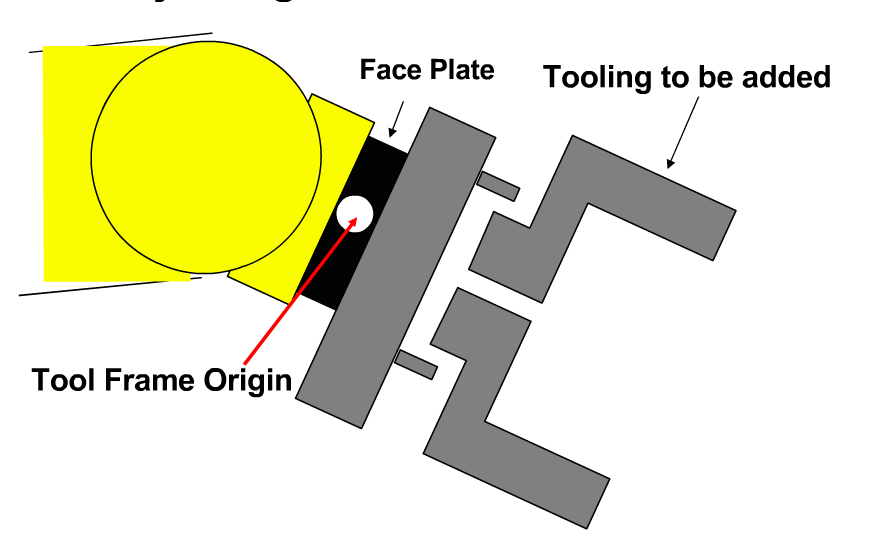 Face Plate
Tooling to be added
Tool Frame Origin